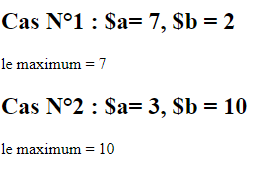 Cas N°1 : $a= 7, $b = 2
le maximum = 7
Cas N°2 : $a= 3, $b = 10
le maximum = 10